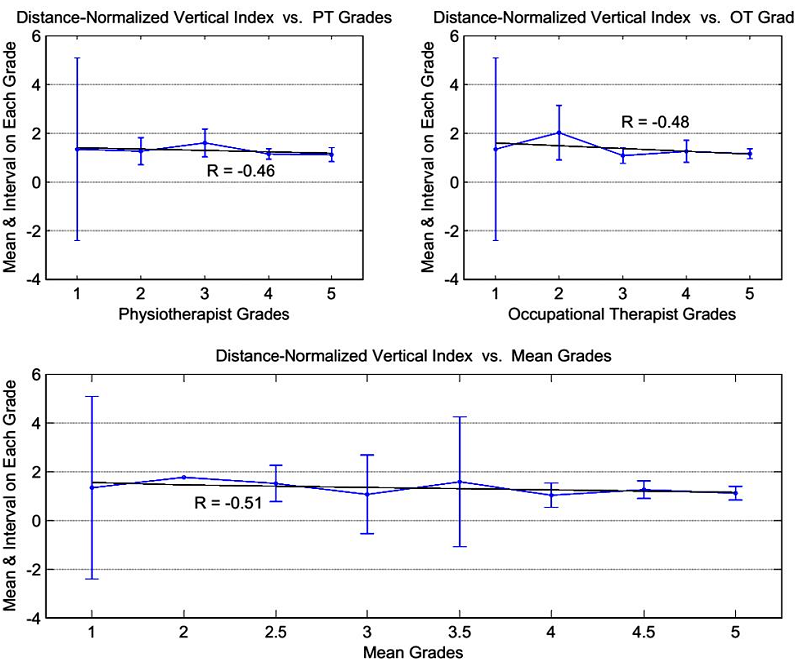 Distance-Normalized Vertical Index vs. PT Grades
Mean & Interval on Each Grade
6
4
2
0
-2
-4
R = -0.46
1 2 3 4 5
Physiotherapist Grades
Distance-Normalized Vertical Index vs. OT Grad
Mean & Interval on Each Grade
6
4
2
0
-2
-4
R = -0.48
1 2 3 4 5
Occupational Therapist Grades
Distance-Normalized Vertical Index vs. Mean Grades
Mean & Interval on Each Grade
6
4
2
0
-2
-4
R = -0.51
1 2 2.5 3 3.5 4 4.5 5
Mean Grades